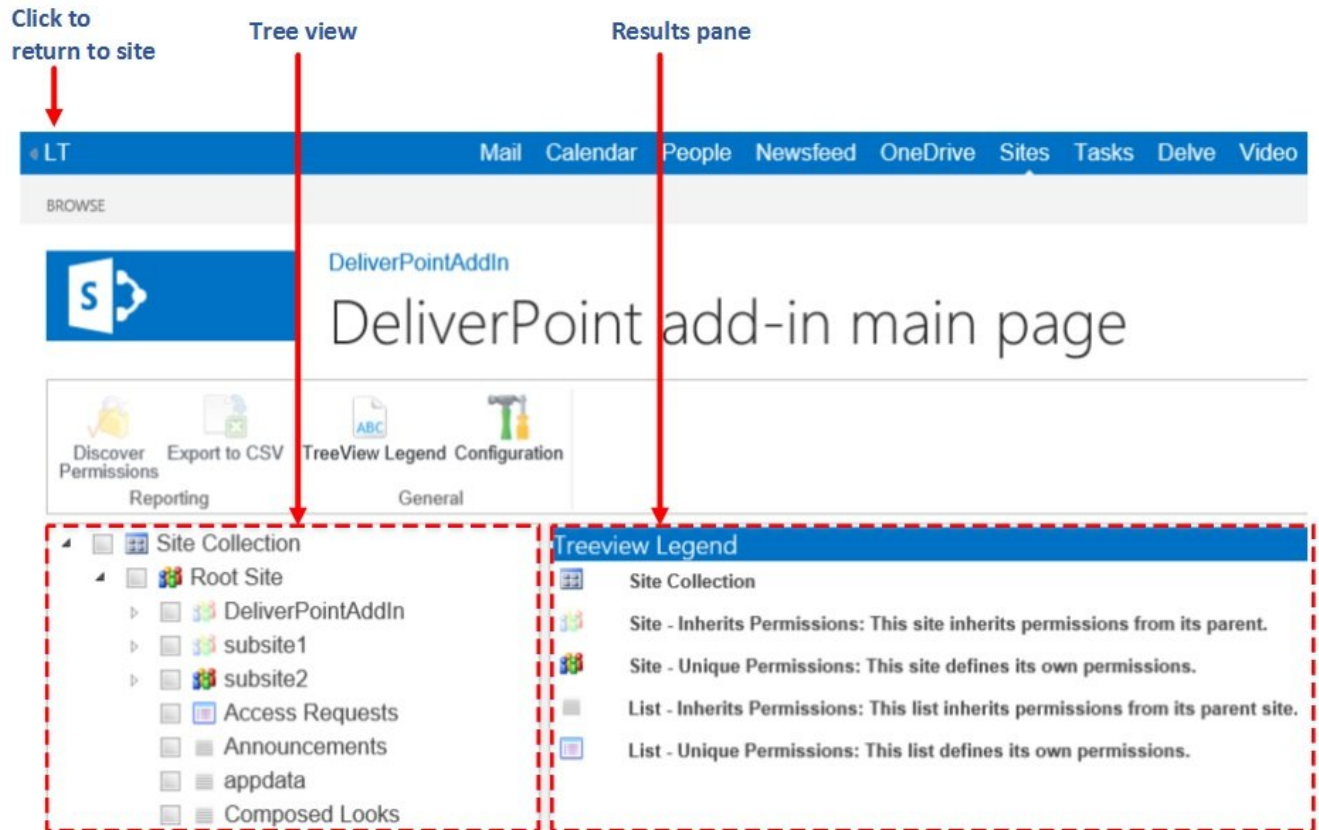 Click to
return to site
Tree view
Results pane
LT
Mail Calendar People Newsfeed OneDrive Sites Tasks Delve Video
BROWSE
S
DeliverPointAddIn
DeliverPoint add-in main page
ABC
Discover Permissions
Export to CSV
TreeView Legend
Configuration
Reporting
General
Site Collection
Root Site
DeliverPointAddIn
subsite1
subsite2
Access Requests
Announcements
appdata
Composed Looks
Treeview Legend
Site Collection
Site - Inherits Permissions: This site inherits permissions from its parent.
Site - Unique Permissions: This site defines its own permissions.
List - Inherits Permissions: This list inherits permissions from its parent site.
List - Unique Permissions: This list defines its own permissions.